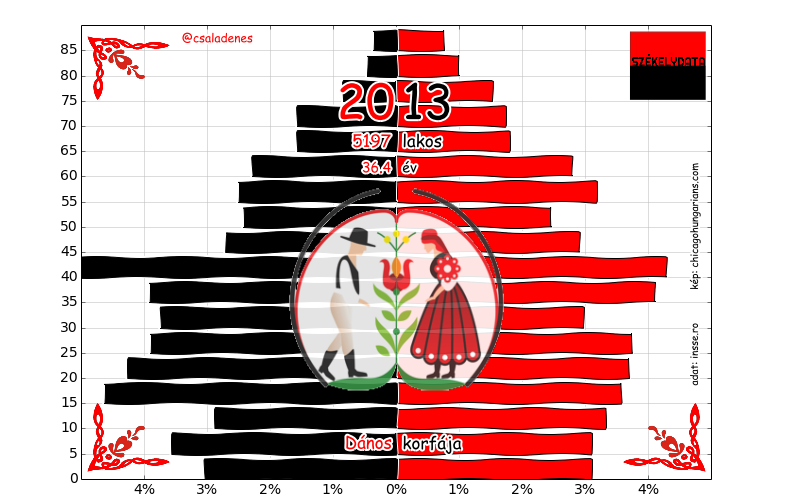 @csaladenes
SZÉKELYDATA
2013
5197 lakos
36.4 év
kép: chicagohungarians.com
adat: insse.ro
Dános korfája
85
80
75
70
65
60
55
50
45
40
35
30
25
20
15
10
5
0
4% 3% 2% 1% 0% 1% 2% 3% 4%